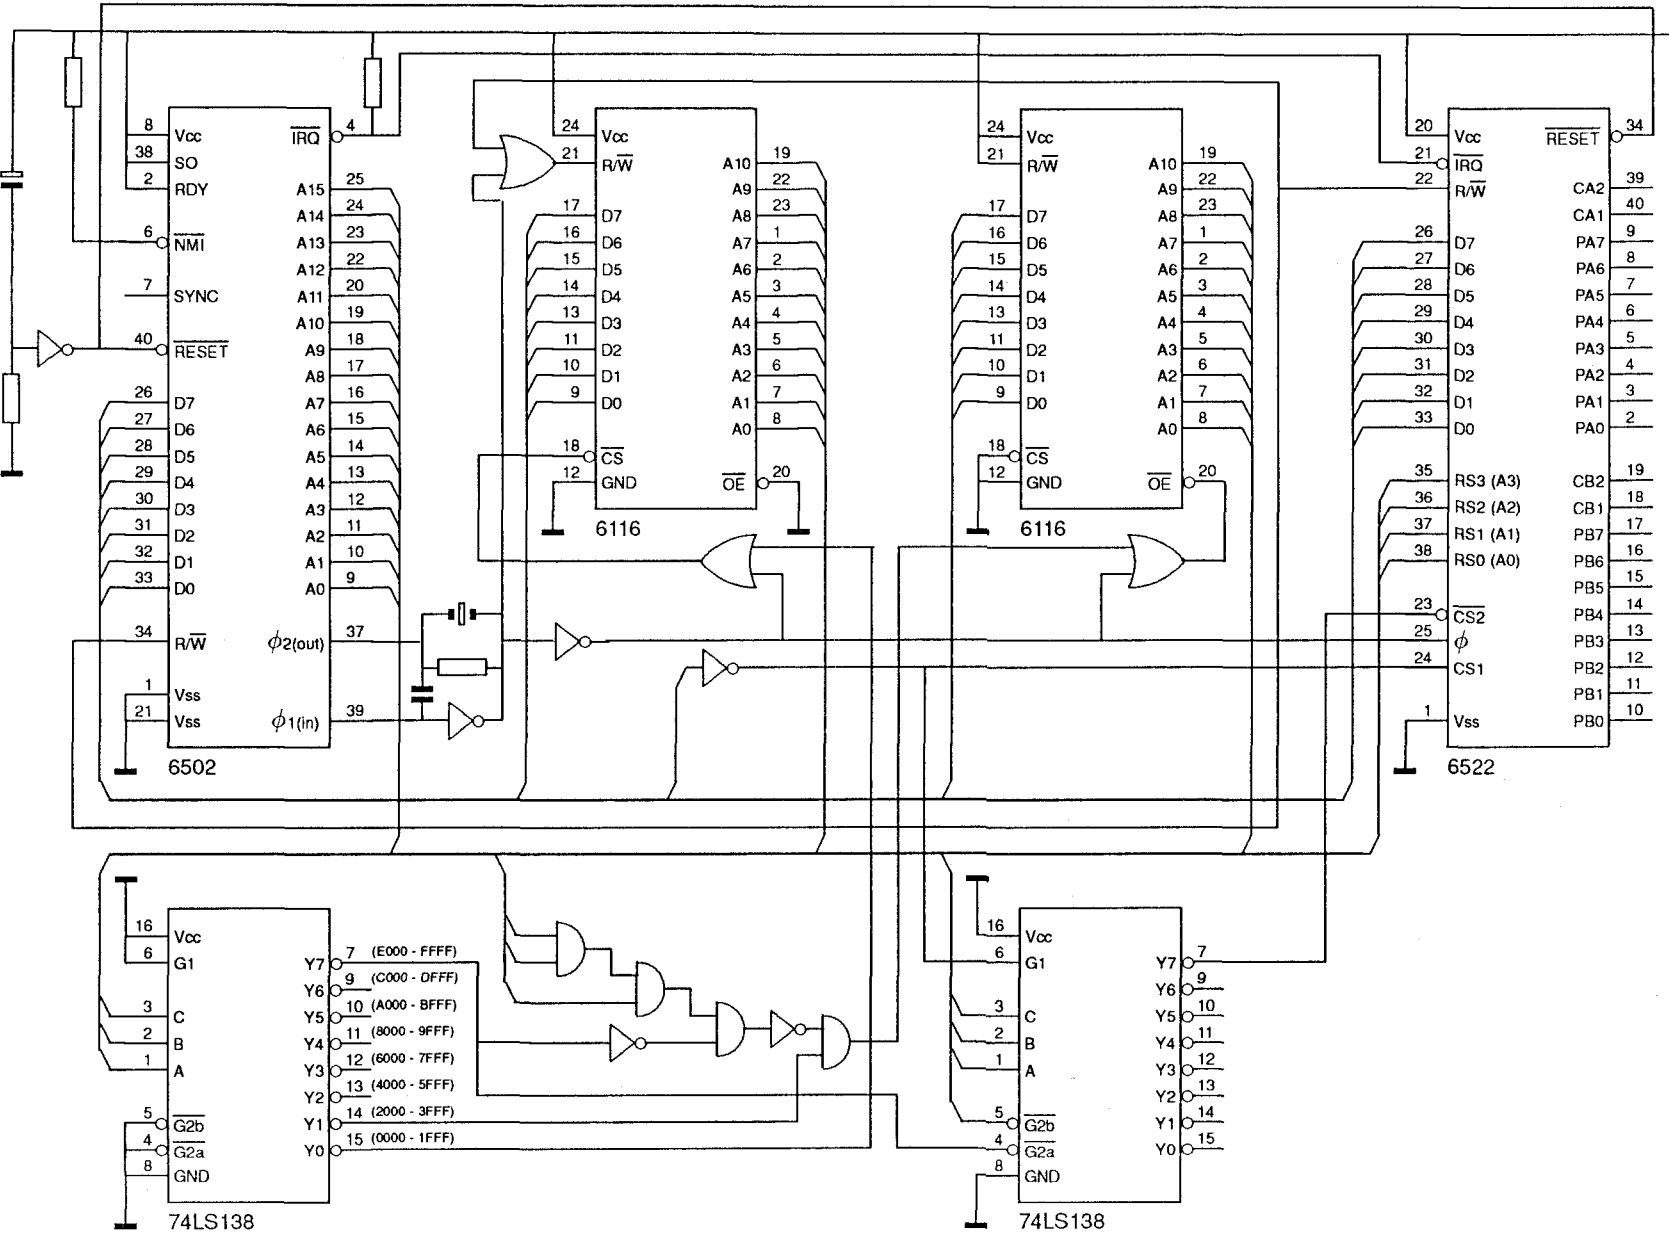 8 Vcc
38 SO
2 RDY
6 NMI
7 SYNC
40 RESET
26 D7
27 D6
28 D5
29 D4
30 D3
31 D2
32 D1
33 D0
34 R/W
1 Vss
21 Vss
IRQ 4
A15 25
A14 24
A13 23
A12 22
A11 20
A10 19
A9 18
A8 17
A7 16
A6 15
A5 14
A4 13
A3 12
A2 11
A1 10
A0 9
ϕ2(out) 37
ϕ1(in) 39
6502
24 Vcc
21 R/W
17 D7
16 D6
15 D5
14 D4
13 D3
11 D2
10 D1
9 D0
18 CS
12 GND
A10 19
A9 22
A8 23
A7 1
A6 2
A5 3
A4 4
A3 5
A2 6
A1 7
A0 8
OE 20
6116
24 Vcc
21 R/W
17 D7
16 D6
15 D5
14 D4
13 D3
11 D2
10 D1
9 D0
18 CS
12 GND
A10 19
A9 22
A8 23
A7 1
A6 2
A5 3
A4 4
A3 5
A2 6
A1 7
A0 8
OE 20
6116
20 Vcc
21 IRQ
22 R/W
26 D7
27 D6
28 D5
29 D4
30 D3
31 D2
32 D1
33 D0
35 RS3 (A3)
36 RS2 (A2)
37 RS1 (A1)
38 RS0 (A0)
23 CS2
25 ϕ
24 CS1
1 Vss
RESET 34
CA2 39
CA1 40
PA7 9
PA6 8
PA5 7
PA4 6
PA3 5
PA2 4
PA1 3
PA0 2
CB2 19
CB1 18
PB7 17
PB6 16
PB5 15
PB4 14
PB3 13
PB2 12
PB1 11
PB0 10
6522
16 Vcc
6 G1
3 C
2 B
1 A
5 G2b
4 G2a
8 GND
Y7 7 (E000 - FFFF)
Y6 9 (C000 - DFFF)
Y5 10 (A000 - BFFF)
Y4 11 (8000 - 9FFF)
Y3 12 (6000 - 7FFF)
Y2 13 (4000 - 5FFF)
Y1 14 (2000 - 3FFF)
Y0 15 (0000 - 1FFF)
74LS138
16 Vcc
6 G1
3 C
2 B
1 A
5 G2b
4 G2a
8 GND
Y7 7
Y6 9
Y5 10
Y4 11
Y3 12
Y2 13
Y1 14
Y0 15
74LS138